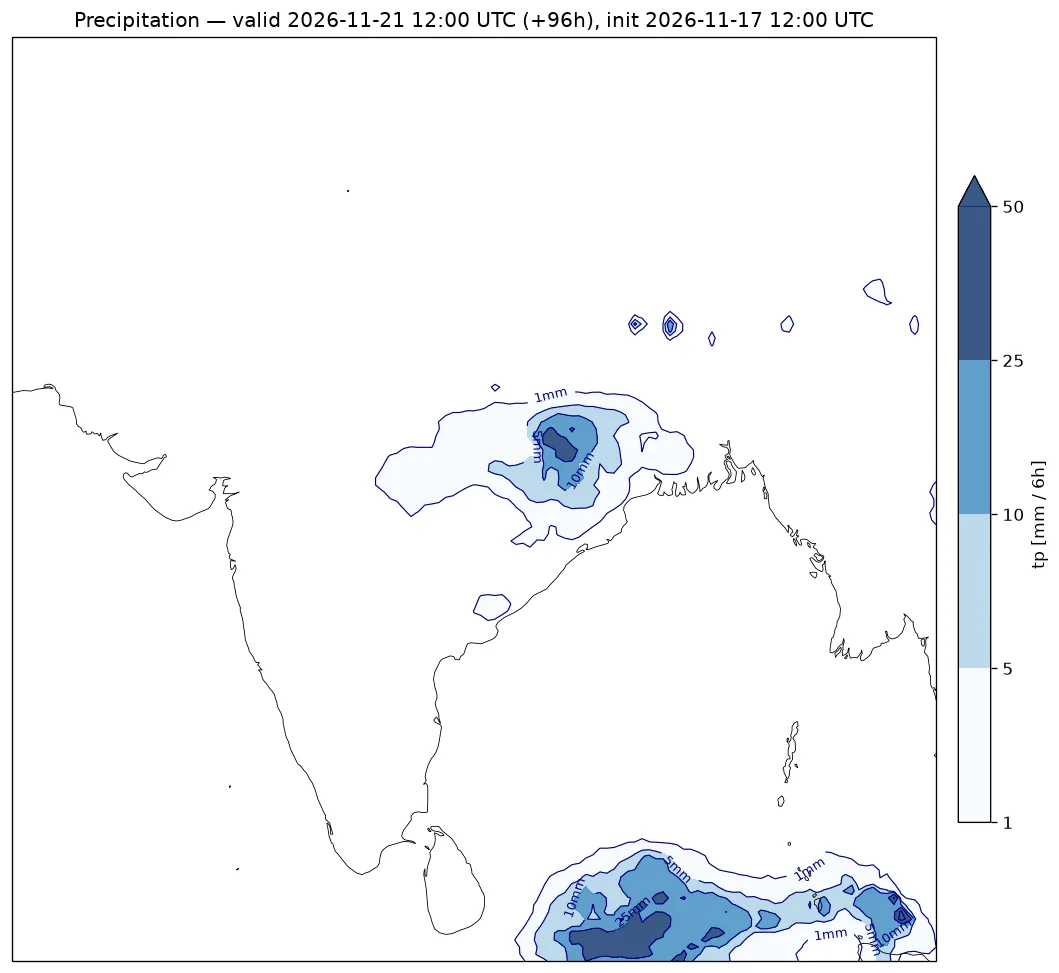 Precipitation — valid 2026-11-21 12:00 UTC (+96h), init 2026-11-17 12:00 UTC
50
25
10
5
1
tp [mm / 6h]
1mm
5mm
10mm
5mm
1mm
10mm
25mm
1mm
5mm
10mm